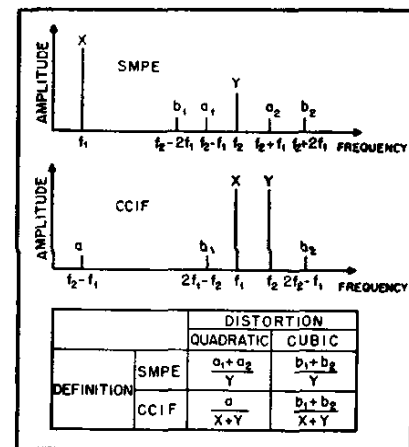 X
SMPE
Y
b₁ a₁ a₂ b₂
AMPLITUDE
f₁ f₂-2f₁ f₂-f₁ f₂ f₂+f₁ f₂+2f₁ FREQUENCY
X Y
CCIF
a b₁ b₂
AMPLITUDE
f₂-f₁ 2f₁-f₂ f₁ f₂ 2f₂-f₁ FREQUENCY
DISTORTION
QUADRATIC CUBIC
DEFINITION SMPE a₁+a₂/Y b₁+b₂/Y
CCIF a/X+Y b₁+b₂/X+Y